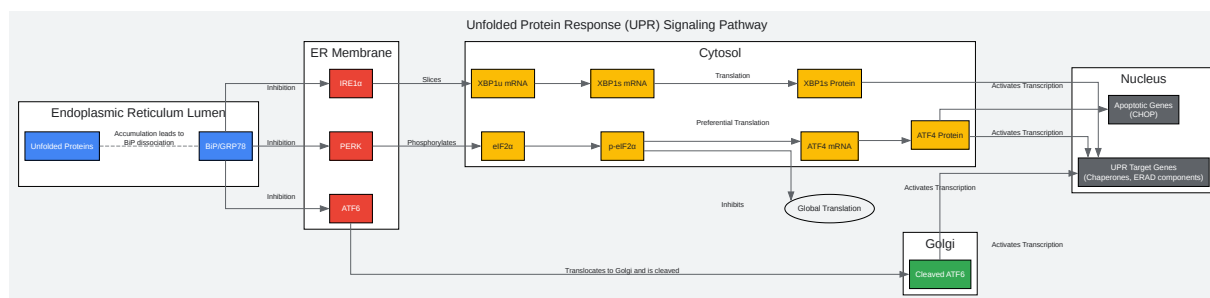 Unfolded Protein Response (UPR) Signaling Pathway
ER Membrane
Cytosol
Nucleus
Endoplasmic Reticulum Lumen
Golgi
IRE1α
Slices
XBP1u mRNA
XBP1s mRNA
Translation
XBP1s Protein
Activates Transcription
Inhibition
Apoptotic Genes
(CHOP)
Unfolded Proteins
Accumulation leads to
BiP dissociation
BiP/GRP78
Inhibition
PERK
Phosphorylates
eIF2α
p-eIF2α
Preferential Translation
ATF4 mRNA
ATF4 Protein
Activates Transcription
UPR Target Genes
(Chaperones, ERAD components)
Activates Transcription
Inhibition
ATF6
Inhibits
Global Translation
Activates Transcription
Translocates to Golgi and is cleaved
Cleaved ATF6